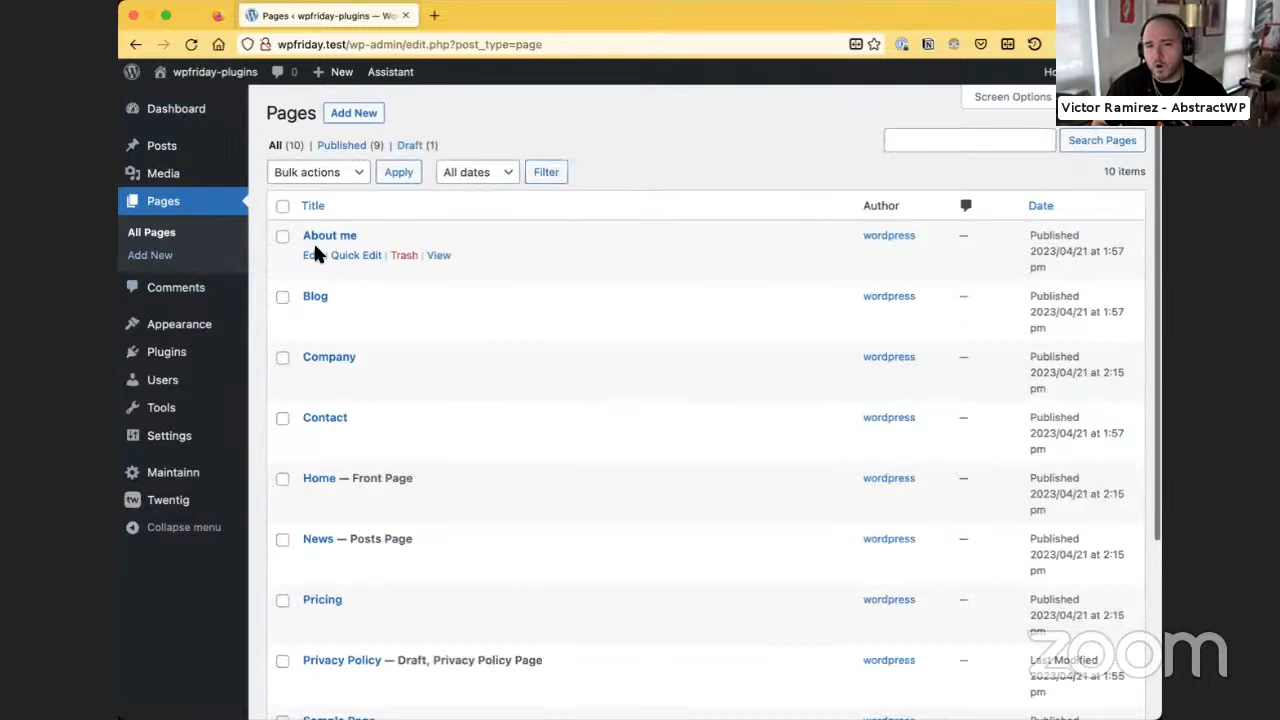 Pages ‹ wpfriday-plugins — Wo
wpfriday.test/wp-admin/edit.php?post_type=page
wpfriday-plugins 0 New Assistant
Victor Ramirez - AbstractWP
Dashboard
Posts
Media
Pages
All Pages
Add New
Comments
Appearance
Plugins
Users
Tools
Settings
Maintainn
tw Twentig
Collapse menu
Pages Add New
Screen Options
All (10) | Published (9) | Draft (1)
Search Pages
Bulk actions Apply All dates Filter
10 items
Title Author Date
About me wordpress — Published
2023/04/21 at 1:57
pm
Quick Edit | Trash | View
Blog wordpress — Published
2023/04/21 at 1:57
pm
Company wordpress — Published
2023/04/21 at 2:15
pm
Contact wordpress — Published
2023/04/21 at 1:57
pm
Home — Front Page wordpress — Published
2023/04/21 at 2:15
pm
News — Posts Page wordpress — Published
2023/04/21 at 2:15
pm
Pricing wordpress — Published
2023/04/21 at 2:15
pm
Privacy Policy — Draft, Privacy Policy Page wordpress — Last Modified
2023/04/21 at 1:55
pm
zoom